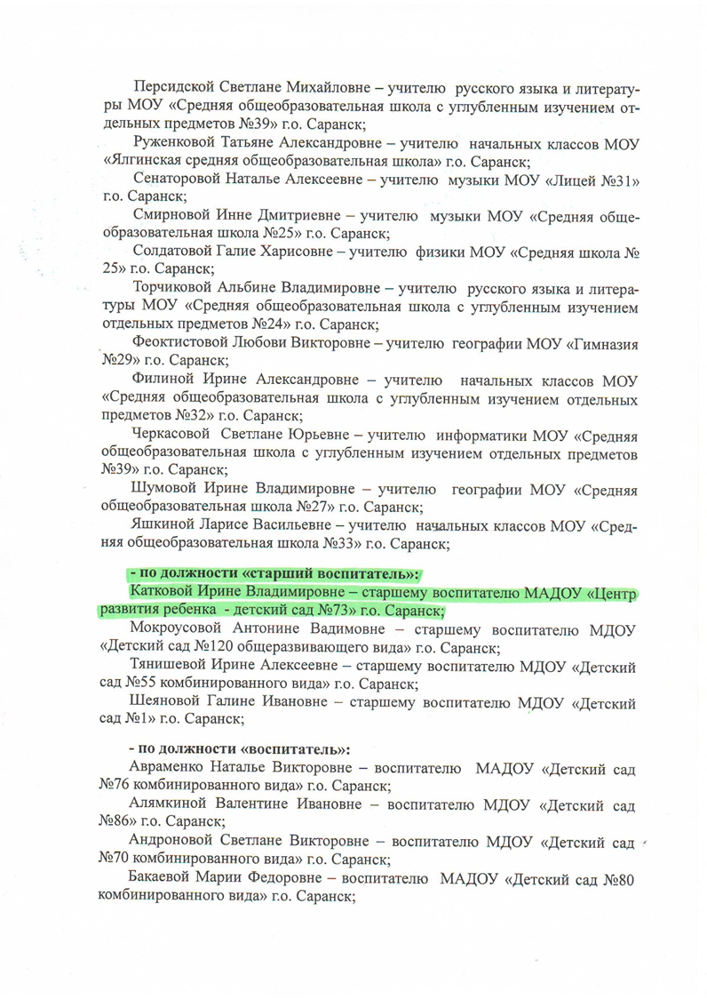 Персидской Светлане Михайловне – учителю русского языка и литерату-
ры МОУ «Средняя общеобразовательная школа с углубленным изучением от-
дельных предметов №39» г.о. Саранск;
Руженковой Татьяне Александровне – учителю начальных классов МОУ
«Ялгинская средняя общеобразовательная школа» г.о. Саранск;
Сенаторовой Наталье Алексеевне – учителю музыки МОУ «Лицей №31»
г.о. Саранск;
Смирновой Инне Дмитриевне – учителю музыки МОУ «Средняя обще-
образовательная школа №25» г.о. Саранск;
Солдатовой Галие Харисовне – учителю физики МОУ «Средняя школа №
25» г.о. Саранск;
Торчиковой Альбине Владимировне – учителю русского языка и литера-
туры МОУ «Средняя общеобразовательная школа с углубленным изучением
отдельных предметов №24» г.о. Саранск;
Феоктистовой Любови Викторовне – учителю географии МОУ «Гимназия
№29» г.о. Саранск;
Филиной Ирине Александровне – учителю начальных классов МОУ
«Средняя общеобразовательная школа с углубленным изучением отдельных
предметов №32» г.о. Саранск;
Черкасовой Светлане Юрьевне – учителю информатики МОУ «Средняя
общеобразовательная школа с углубленным изучением отдельных предметов
№39» г.о. Саранск;
Шумовой Ирине Владимировне – учителю географии МОУ «Средняя
общеобразовательная школа №27» г.о. Саранск;
Яшкиной Ларисе Васильевне – учителю начальных классов МОУ «Сред-
няя общеобразовательная школа №33» г.о. Саранск;
- по должности «старший воспитатель»:
Катковой Ирине Владимировне – старшему воспитателю МАДОУ «Центр
развития ребенка - детский сад №73» г.о. Саранск;
Мокроусовой Антонине Вадимовне – старшему воспитателю МДОУ
«Детский сад №120 общеразвивающего вида» г.о. Саранск;
Тянишевой Ирине Алексеевне – старшему воспитателю МДОУ «Детский
сад №55 комбинированного вида» г.о. Саранск;
Шеяновой Галине Ивановне – старшему воспитателю МДОУ «Детский
сад №1» г.о. Саранск;
- по должности «воспитатель»:
Авраменко Наталье Викторовне – воспитателю МАДОУ «Детский сад
№76 комбинированного вида» г.о. Саранск;
Алямкиной Валентине Ивановне – воспитателю МДОУ «Детский сад
№86» г.о. Саранск;
Андроновой Светлане Викторовне – воспитателю МДОУ «Детский сад
№70 комбинированного вида» г.о. Саранск;
Бакаевой Марии Федоровне – воспитателю МАДОУ «Детский сад №80
комбинированного вида» г.о. Саранск;